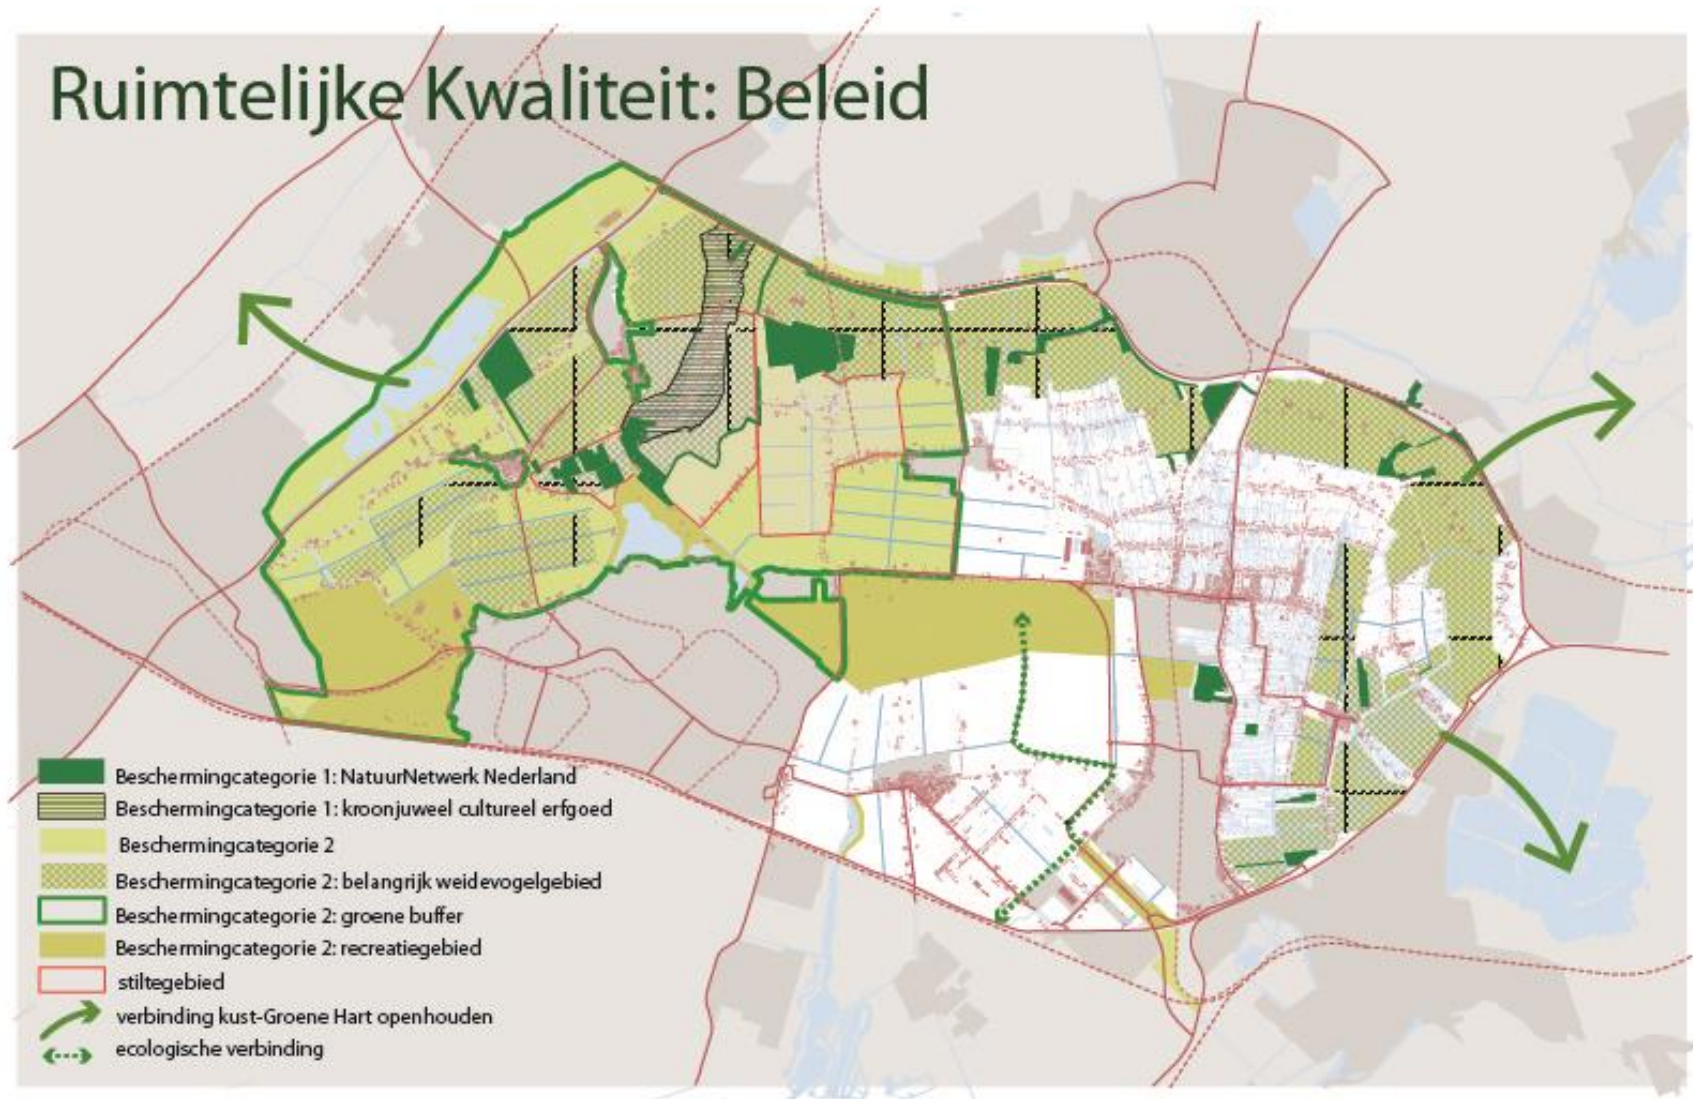 Ruimtelijke Kwaliteit: Beleid
Beschermingcategorie 1: NatuurNetwerk Nederland
Beschermingcategorie 1: kroonjuweel cultureel erfgoed
Beschermingcategorie 2
Beschermingcategorie 2: belangrijk weidevogelgebied
Beschermingcategorie 2: groene buffer
Beschermingcategorie 2: recreatiegebied
stiltegebied
verbinding kust-Groene Hart openhouden
ecologische verbinding